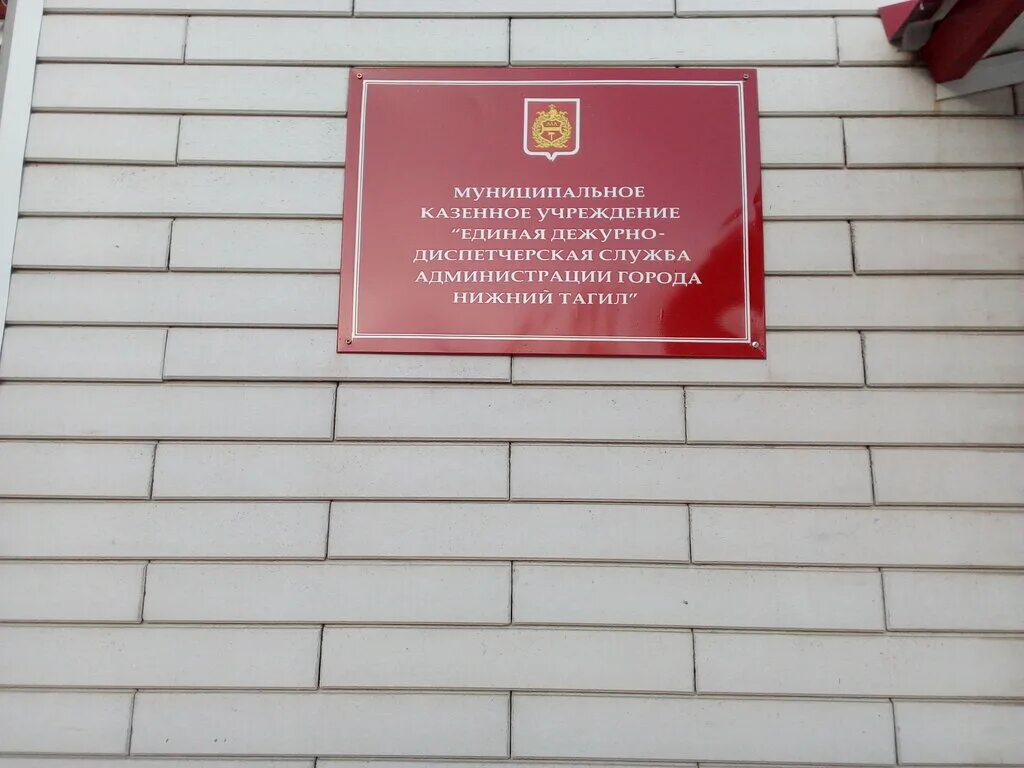 МУНИЦИПАЛЬНОЕ
КАЗЕННОЕ УЧРЕЖДЕНИЕ
"ЕДИНАЯ ДЕЖУРНО-
ДИСПЕТЧЕРСКАЯ СЛУЖБА
АДМИНИСТРАЦИИ ГОРОДА
НИЖНИЙ ТАГИЛ"